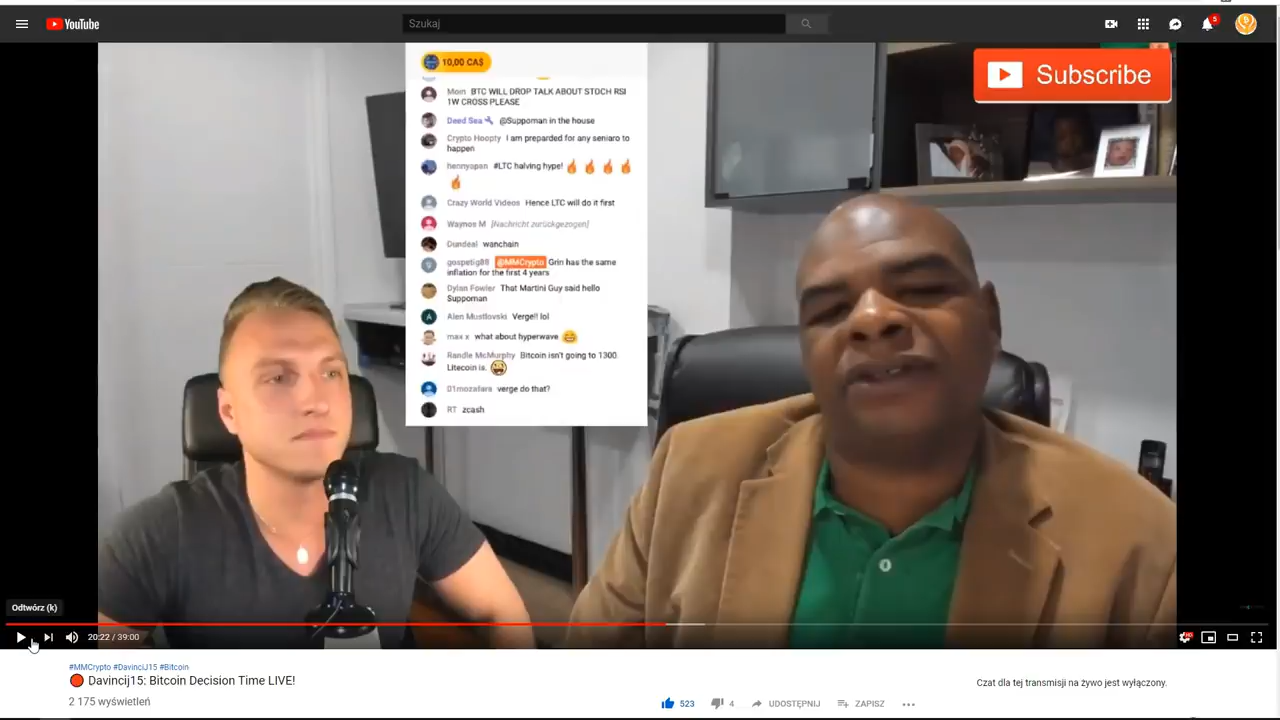 YouTube
Szukaj
5
10,00 CA$
Subscribe
Mom BTC WILL DROP TALK ABOUT STOCH RSI
1W CROSS PLEASE
Deed Sea @Suppoman in the house
Crypto Hoopty I am preparded for any seniaro to
happen
hennyopsn #LTC halving hype!
Crazy World Videos Hence LTC will do it first
Waynos M [Nachricht zurückgezogen]
Gundeal wanchain
gospetig88 @MMCrypto Grin has the same
inflation for the first 4 years
Dylan Fowler That Martini Guy said hello
Suppoman
Alen Mustlovski Verge!! lol
max x what about hyperwave
Randle McMurphy Bitcoin isn't going to 1300
Litecoin is.
verge do that?
RT zcash
Odtwórz (k)
20:22 / 39:00
HD
#MMCrypto #DavinciJ15 #Bitcoin
Davincij15: Bitcoin Decision Time LIVE!
Czat dla tej transmisji na żywo jest wyłączony.
2 175 wyświetleń
523
4
UDOSTĘPNIJ
ZAPISZ